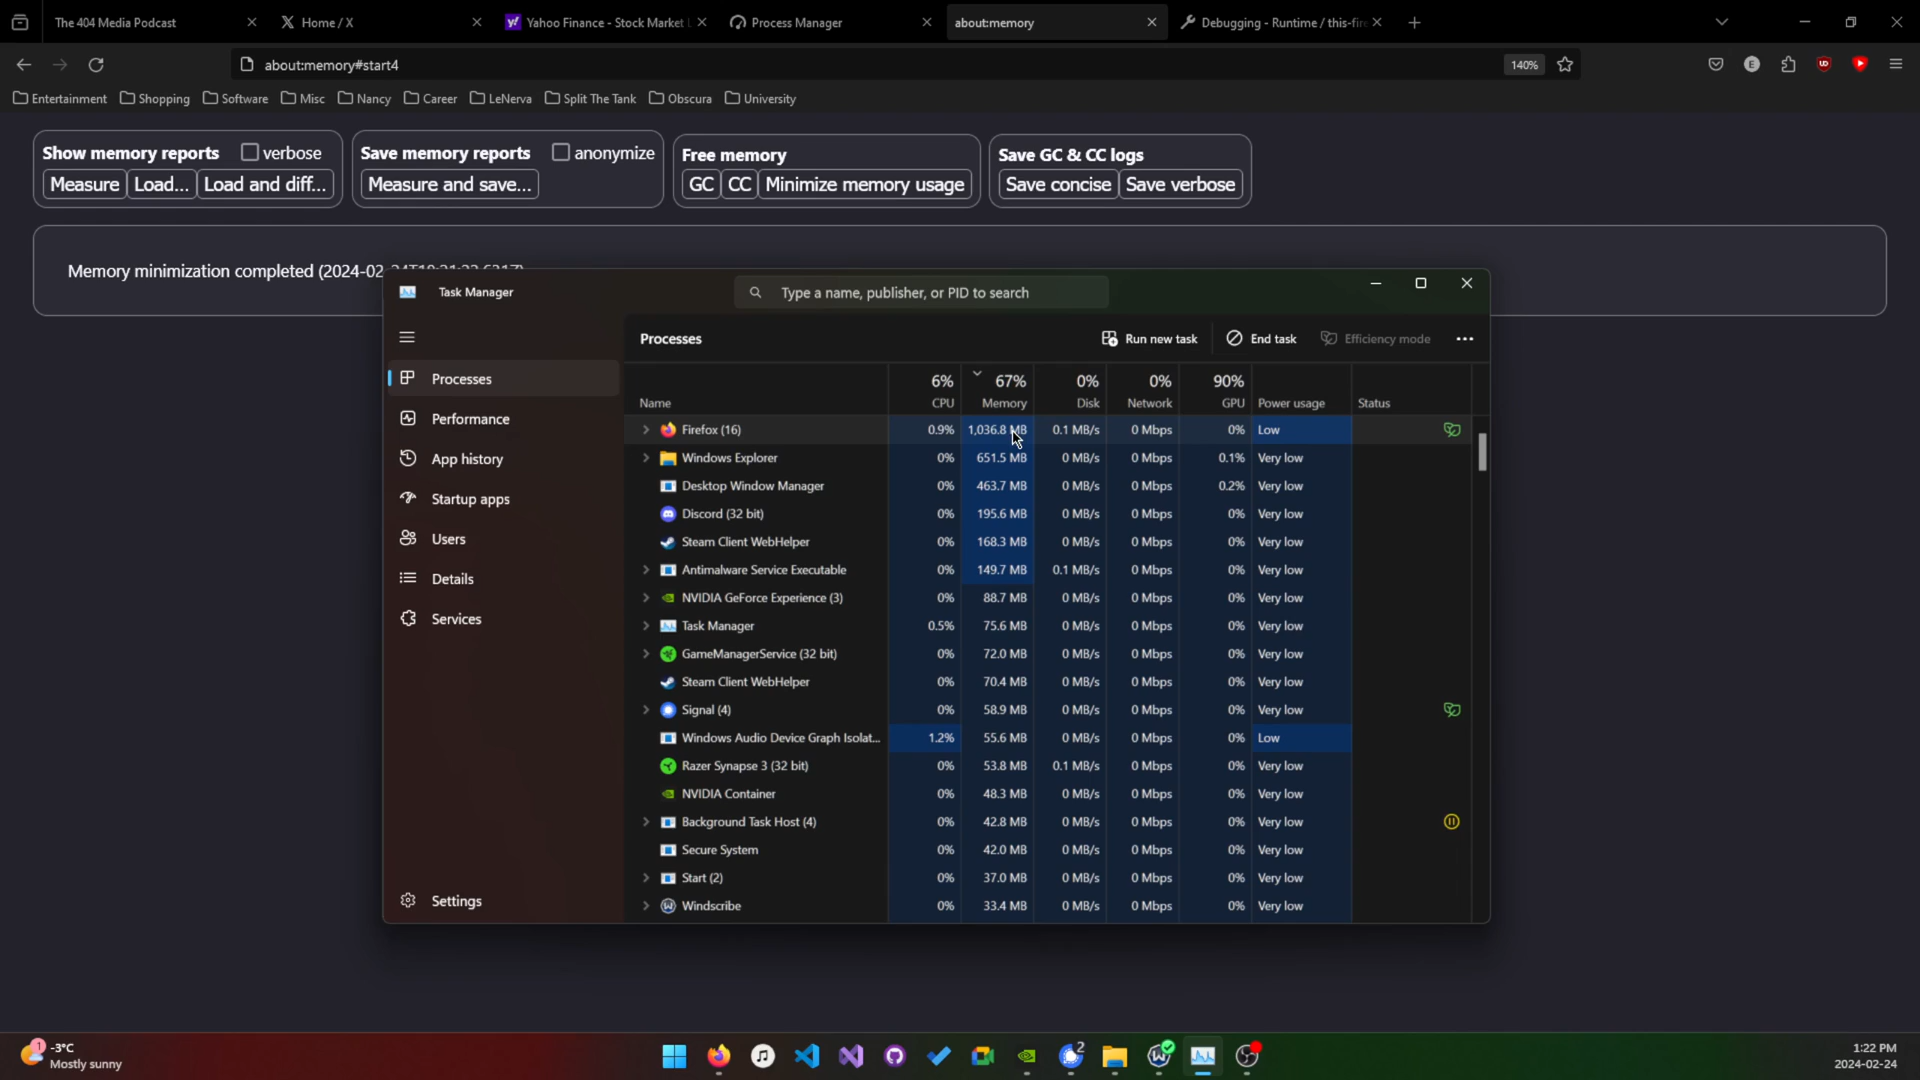 The 404 Media Podcast
Home / X
Yahoo Finance - Stock Market
Process Manager
about:memory
Debugging - Runtime / this-fire
about:memory#start4
140%
Entertainment
Shopping
Software
Misc
Nancy
Career
LeNerva
Split The Tank
Obscura
University
Show memory reports
verbose
Measure
Load...
Load and diff...
Save memory reports
anonymize
Measure and save...
Free memory
GC
CC
Minimize memory usage
Save GC & CC logs
Save concise
Save verbose
Memory minimization completed
Task Manager
Type a name, publisher, or PID to search
Processes
Performance
App history
Startup apps
Users
Details
Services
Settings
Processes
Run new task
End task
Efficiency mode
6% 67% 0% 0% 90%
Name CPU Memory Disk Network GPU Power usage Status
Firefox (16) 0.9% 1,036.8 MB 0.1 MB/s 0 Mbps 0% Low
Windows Explorer 0% 651.5 MB 0 MB/s 0 Mbps 0.1% Very low
Desktop Window Manager 0% 463.7 MB 0 MB/s 0 Mbps 0.2% Very low
Discord (32 bit) 0% 195.6 MB 0 MB/s 0 Mbps 0% Very low
Steam Client WebHelper 0% 168.3 MB 0 MB/s 0 Mbps 0% Very low
Antimalware Service Executable 0% 149.7 MB 0.1 MB/s 0 Mbps 0% Very low
NVIDIA GeForce Experience (3) 0% 88.7 MB 0 MB/s 0 Mbps 0% Very low
Task Manager 0.5% 75.6 MB 0 MB/s 0 Mbps 0% Very low
GameManagerService (32 bit) 0% 72.0 MB 0 MB/s 0 Mbps 0% Very low
Steam Client WebHelper 0% 70.4 MB 0 MB/s 0 Mbps 0% Very low
Signal (4) 0% 58.9 MB 0 MB/s 0 Mbps 0% Very low
Windows Audio Device Graph Isolat... 1.2% 55.6 MB 0 MB/s 0 Mbps 0% Low
Razer Synapse 3 (32 bit) 0% 53.8 MB 0.1 MB/s 0 Mbps 0% Very low
NVIDIA Container 0% 48.3 MB 0 MB/s 0 Mbps 0% Very low
Background Task Host (4) 0% 42.8 MB 0 MB/s 0 Mbps 0% Very low
Secure System 0% 42.0 MB 0 MB/s 0 Mbps 0% Very low
Start (2) 0% 37.0 MB 0 MB/s 0 Mbps 0% Very low
Windscribe 0% 33.4 MB 0 MB/s 0 Mbps 0% Very low
1
-3°C
Mostly sunny
2
1:22 PM
2024-02-24